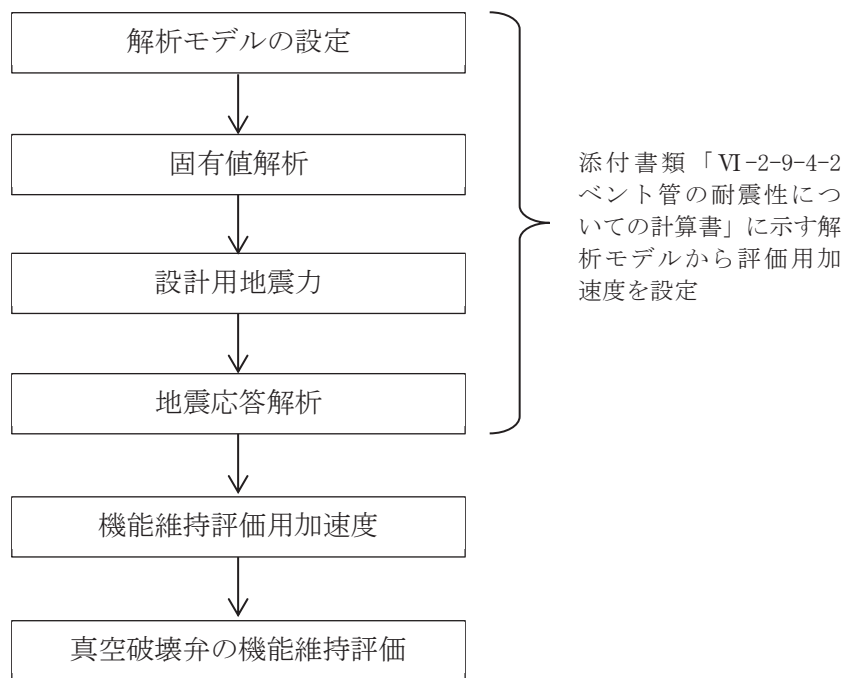 解析モデルの設定
固有値解析
設計用地震力
地震応答解析
機能維持評価用加速度
真空破壊弁の機能維持評価
添付書類「Ⅵ-2-9-4-2
ベント管の耐震性につ
いての計算書」に示す解
析モデルから評価用加
速度を設定